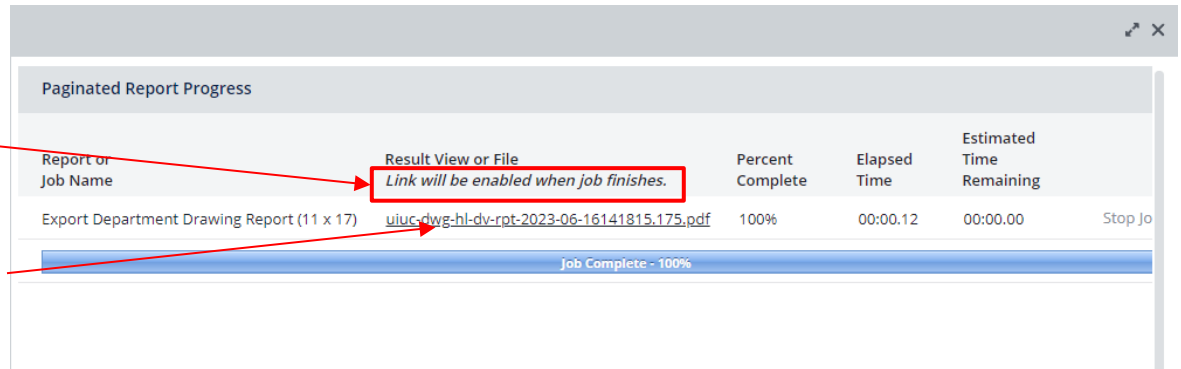 Paginated Report Progress
Estimated
Report or Result View or File Percent Elapsed Time
Job Name Link will be enabled when job finishes. Complete Time Remaining
Export Department Drawing Report (11 x 17) uiuc-dwg-hl-dv-rpt-2023-06-16141815.175.pdf 100% 00:00.12 00:00.00 Stop Jo
Job Complete - 100%